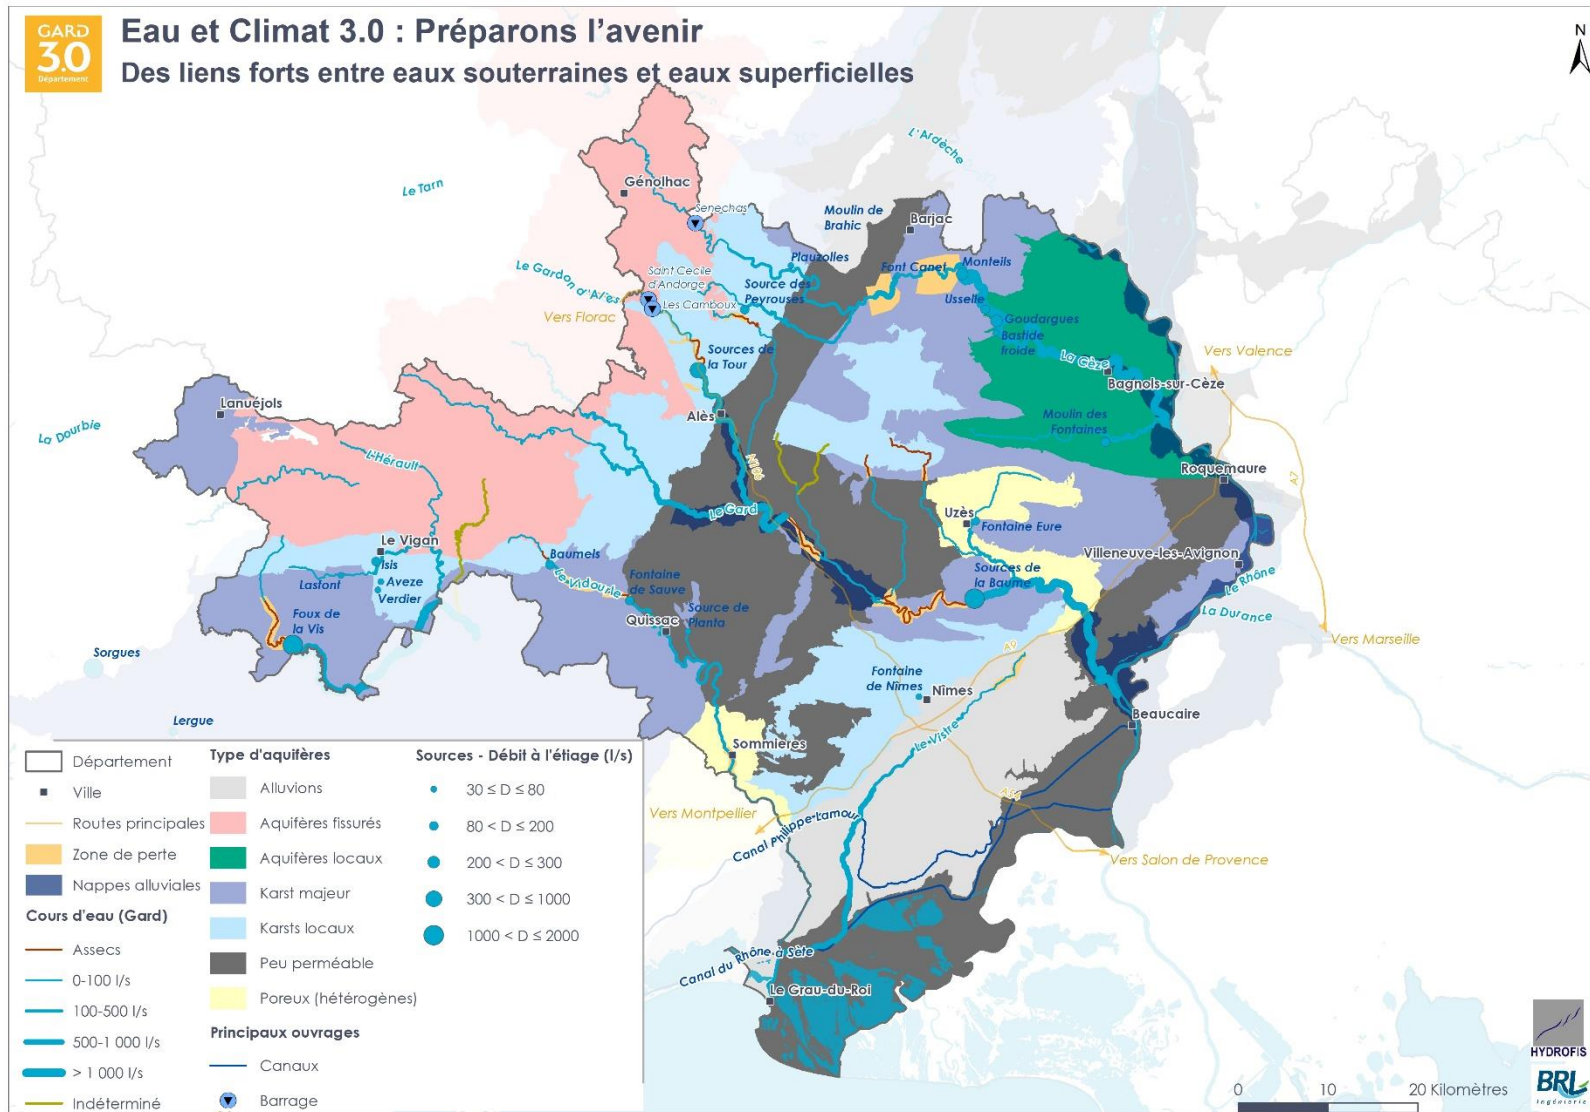 GARD
3.0
Département
Eau et Climat 3.0 : Préparons l'avenir
Des liens forts entre eaux souterraines et eaux superficielles
N
L'Ardèche
Le Tarn
Génolhac
Senechas
Moulin de
Brahic
Barjac
Plauzolles
Font Canet
Monteils
Le Gardon d'Alès
Saint Cecile
d'Andorge
Les Camboux
Source des
Peyrouses
Usselle
Vers Florac
Goudargues
Bastide
froide
Sources de
la Tour
La Cèze
Vers Valence
Bagnols-sur-Cèze
Lanuéjols
Alès
Moulin des
Fontaines
La Dourbie
L'Hérault
N106
Roquemaure
A7
Le Gard
Uzès
Fontaine Eure
Le Vigan
Isis
Baumels
Villeneuve-les-Avignon
Lastont
Aveze
Verdier
Le Vidourle
Fontaine
de Sauve
Sources de
la Baume
Le Rhône
Source de
Planta
La Durance
Foux de
la Vis
Quissac
Vers Marseille
Sorgues
A9
Fontaine
de Nîmes
Nîmes
Lergue
Beaucaire
Le Vistre
Sommières
A54
Vers Montpellier
Canal Philippe-Lamour
Vers Salon de Provence
Canal du Rhône à Sète
Le Grau-du-Roi
Département
Ville
Routes principales
Zone de perte
Nappes alluviales
Cours d'eau (Gard)
Assecs
0-100 l/s
100-500 l/s
500-1 000 l/s
> 1 000 l/s
Indéterminé
Type d'aquifères
Alluvions
Aquifères fissurés
Aquifères locaux
Karst majeur
Karsts locaux
Peu perméable
Poreux (hétérogènes)
Principaux ouvrages
Canaux
Barrage
Sources - Débit à l'étiage (l/s)
30 ≤ D ≤ 80
80 < D ≤ 200
200 < D ≤ 300
300 < D ≤ 1000
1000 < D ≤ 2000
0 10 20 Kilomètres
HYDROFIS
BRL
Ingénierie